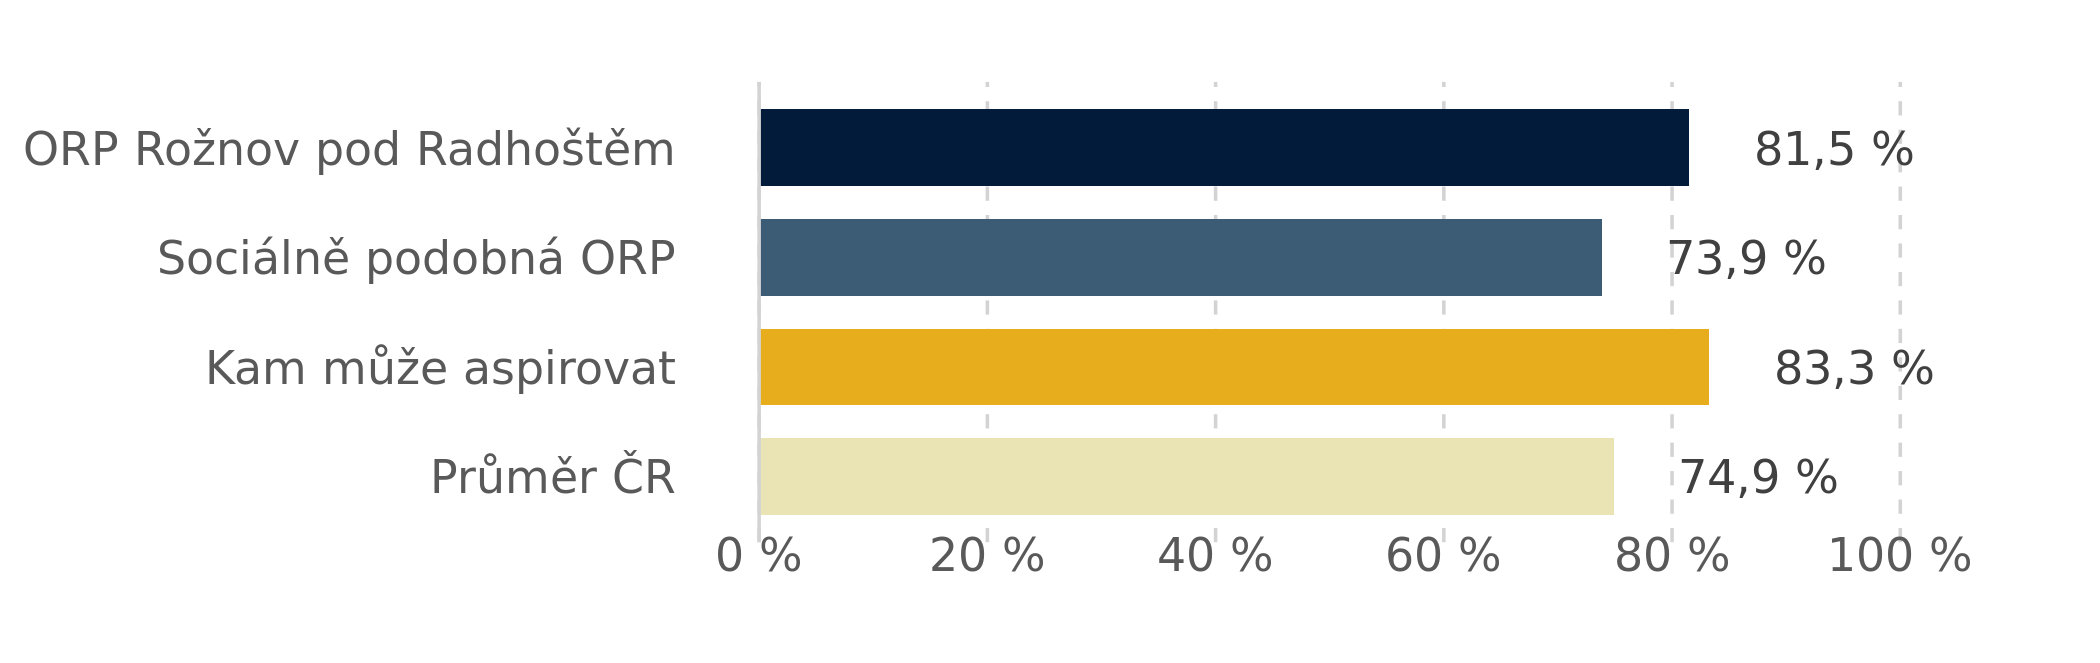 ORP Rožnov pod Radhoštěm 81,5 %
Sociálně podobná ORP 73,9 %
Kam může aspirovat 83,3 %
Průměr ČR 74,9 %
0 % 20 % 40 % 60 % 80 % 100 %